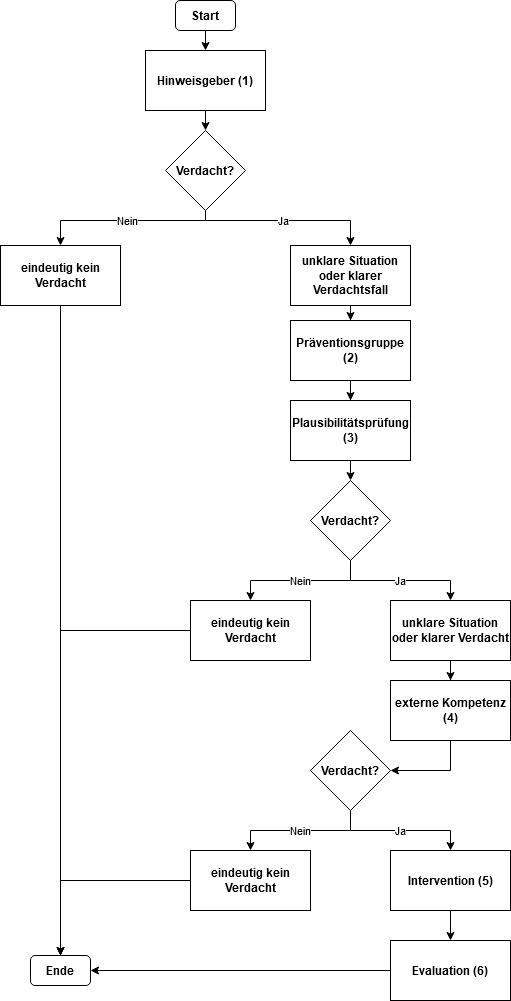 Start
Hinweisgeber (1)
Verdacht?
Nein
Ja
eindeutig kein
Verdacht
unklare Situation
oder klarer
Verdachtsfall
Präventionsgruppe
(2)
Plausibilitätsprüfung
(3)
Verdacht?
Nein
Ja
eindeutig kein
Verdacht
unklare Situation
oder klarer Verdacht
externe Kompetenz
(4)
Verdacht?
Nein
Ja
eindeutig kein
Verdacht
Intervention (5)
Ende
Evaluation (6)